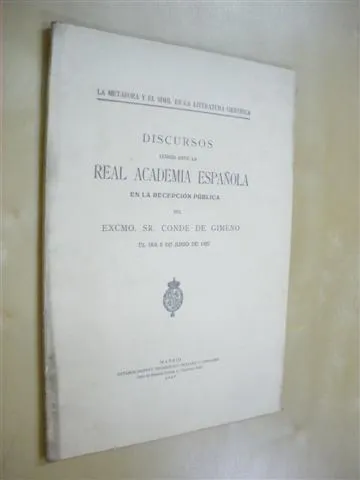 LA METÁFORA Y EL SÍMIL EN LA LITERATURA CIENTÍFICA
DISCURSOS
LEÍDOS ANTE LA
REAL ACADEMIA ESPAÑOLA
EN LA RECEPCIÓN PÚBLICA
DEL
EXCMO. SR. CONDE DE GIMENO
EL DÍA 5 DE JUNIO DE 1927
MADRID
1927